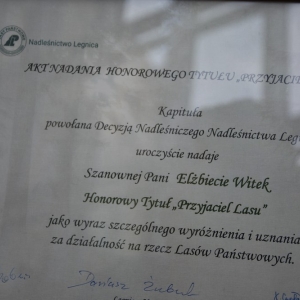 Nadleśnictwo Legnica
AKT NADANIA HONOROWEGO TYTUŁU „PRZYJACIE
Kapituła
powołana Decyzją Nadleśniczego Nadleśnictwa Leg
uroczyście nadaje
Szanownej Pani Elżbiecie Witek
Honorowy Tytuł „Przyjaciel Lasu”
jako wyraz szczególnego wyróżnienia i uznania
za działalność na rzecz Lasów Państwowych.